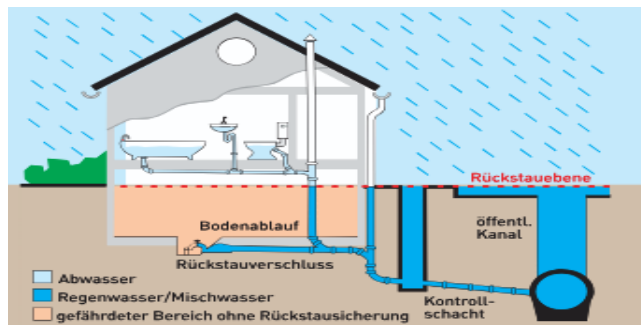 Rückstauebene
Bodenablauf
öffentl.
Kanal
Rückstauverschluss
Abwasser
Regenwasser/Mischwasser
Kontroll-
schacht
gefährdeter Bereich ohne Rückstausicherung